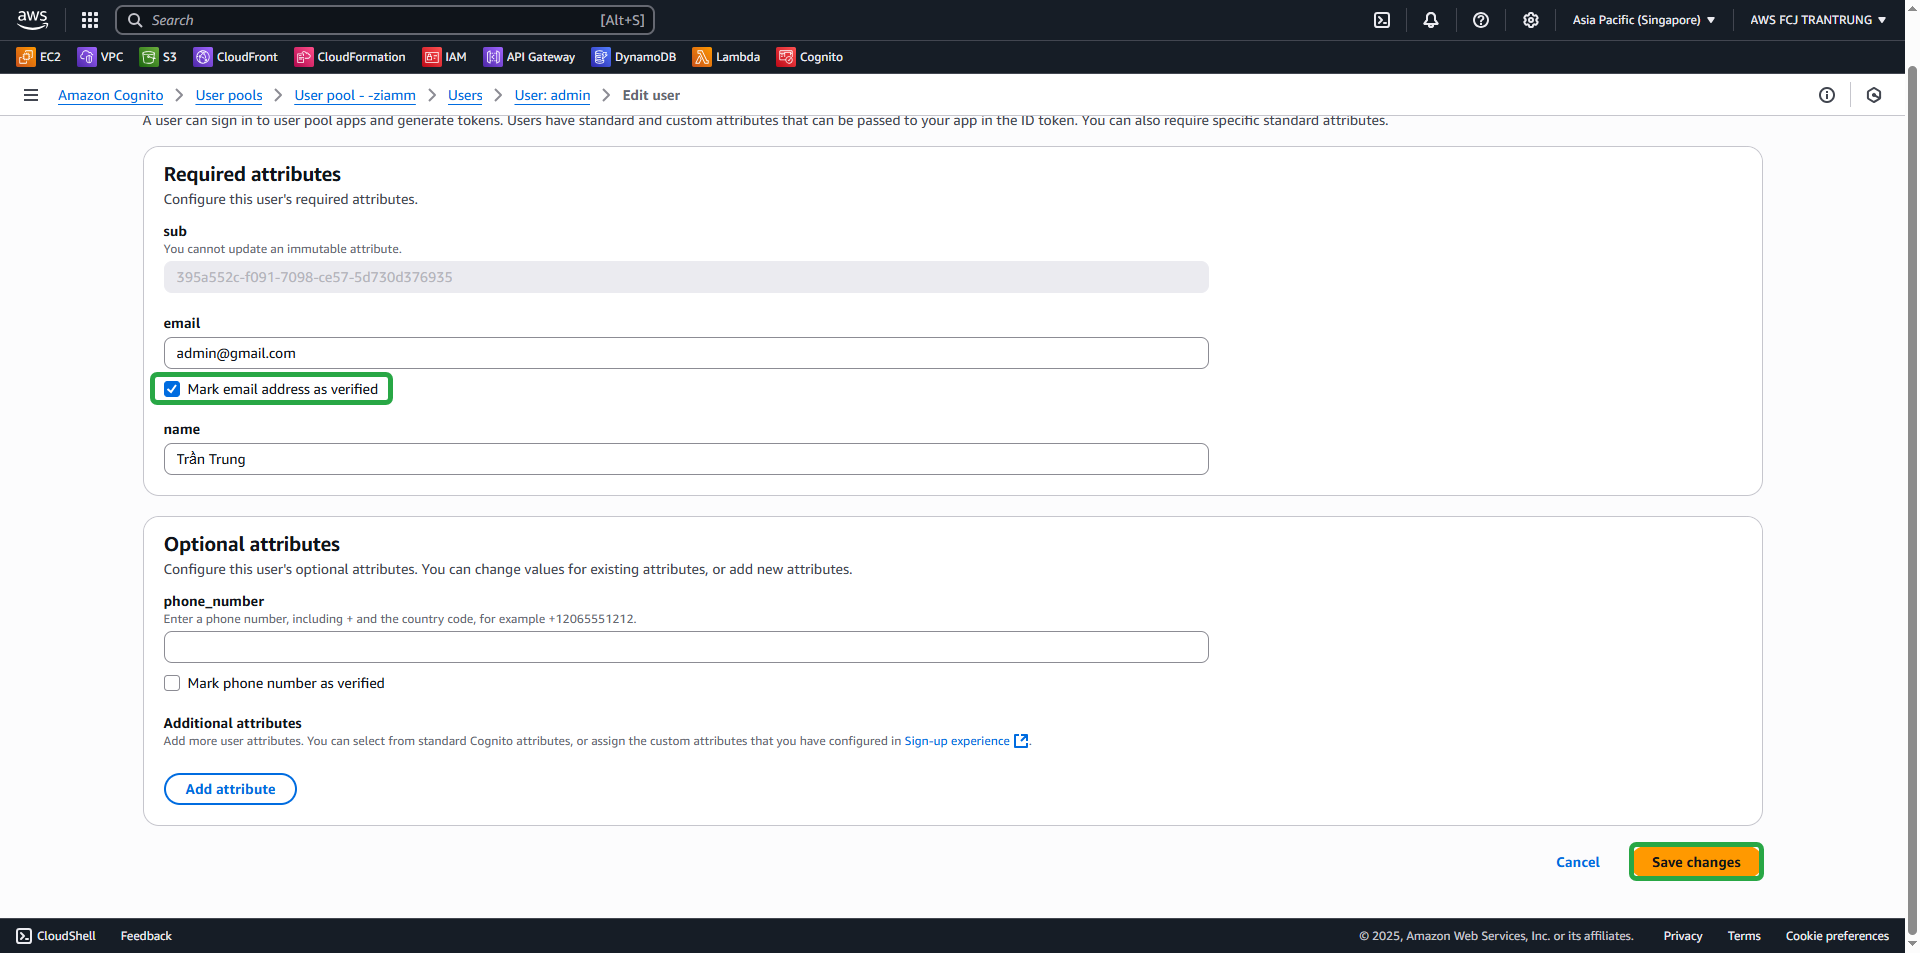 aws Search [Alt+S] Asia Pacific (Singapore) AWS FCJ TRANTRUNG
EC2 VPC S3 CloudFront CloudFormation IAM API Gateway DynamoDB Lambda Cognito
Amazon Cognito User pools User pool - -ziamm Users User: admin Edit user
A user can sign in to user pool apps and generate tokens. Users have standard and custom attributes that can be passed to your app in the ID token. You can also require specific standard attributes.
Required attributes
Configure this user's required attributes.
sub
You cannot update an immutable attribute.
395a552c-f091-7098-ce57-5d730d376935
email
admin@gmail.com
Mark email address as verified
name
Trần Trung
Optional attributes
Configure this user's optional attributes. You can change values for existing attributes, or add new attributes.
phone_number
Enter a phone number, including + and the country code, for example +12065551212.
Mark phone number as verified
Additional attributes
Add more user attributes. You can select from standard Cognito attributes, or assign the custom attributes that you have configured in Sign-up experience.
Add attribute
Cancel Save changes
CloudShell Feedback © 2025, Amazon Web Services, Inc. or its affiliates. Privacy Terms Cookie preferences